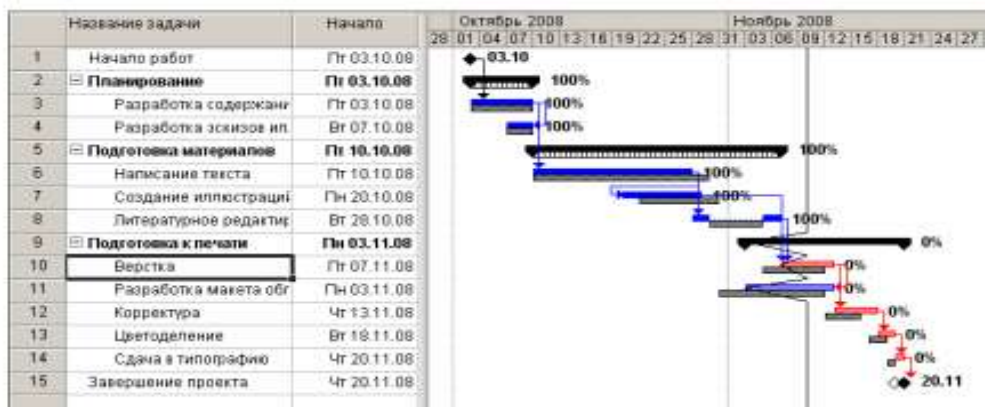 Название задачи Начало Октябрь 2008 Ноябрь 2008
28 01 04 07 10 13 16 19 22 25 28 31 03 06 09 12 15 18 21 24 27
1 Начало работ Пт 03.10.08 03.10
2 Планирование Пт 03.10.08 100%
3 Разработка содержани Пт 03.10.08 100%
4 Разработка эскизов ил Вт 07.10.08 100%
5 Подготовка материалов Пт 10.10.08 100%
6 Написание текста Пт 10.10.08 100%
7 Создание иллюстраций Пн 20.10.08 100%
8 Литературное редактир Вт 28.10.08 100%
9 Подготовка к печати Пн 03.11.08 0%
10 Верстка Пт 07.11.08 0%
11 Разработка макета обл Пн 03.11.08 0%
12 Корректура Чт 13.11.08 0%
13 Цветоделение Вт 18.11.08 0%
14 Сдача в типографию Чт 20.11.08 0%
15 Завершение проекта Чт 20.11.08 20.11